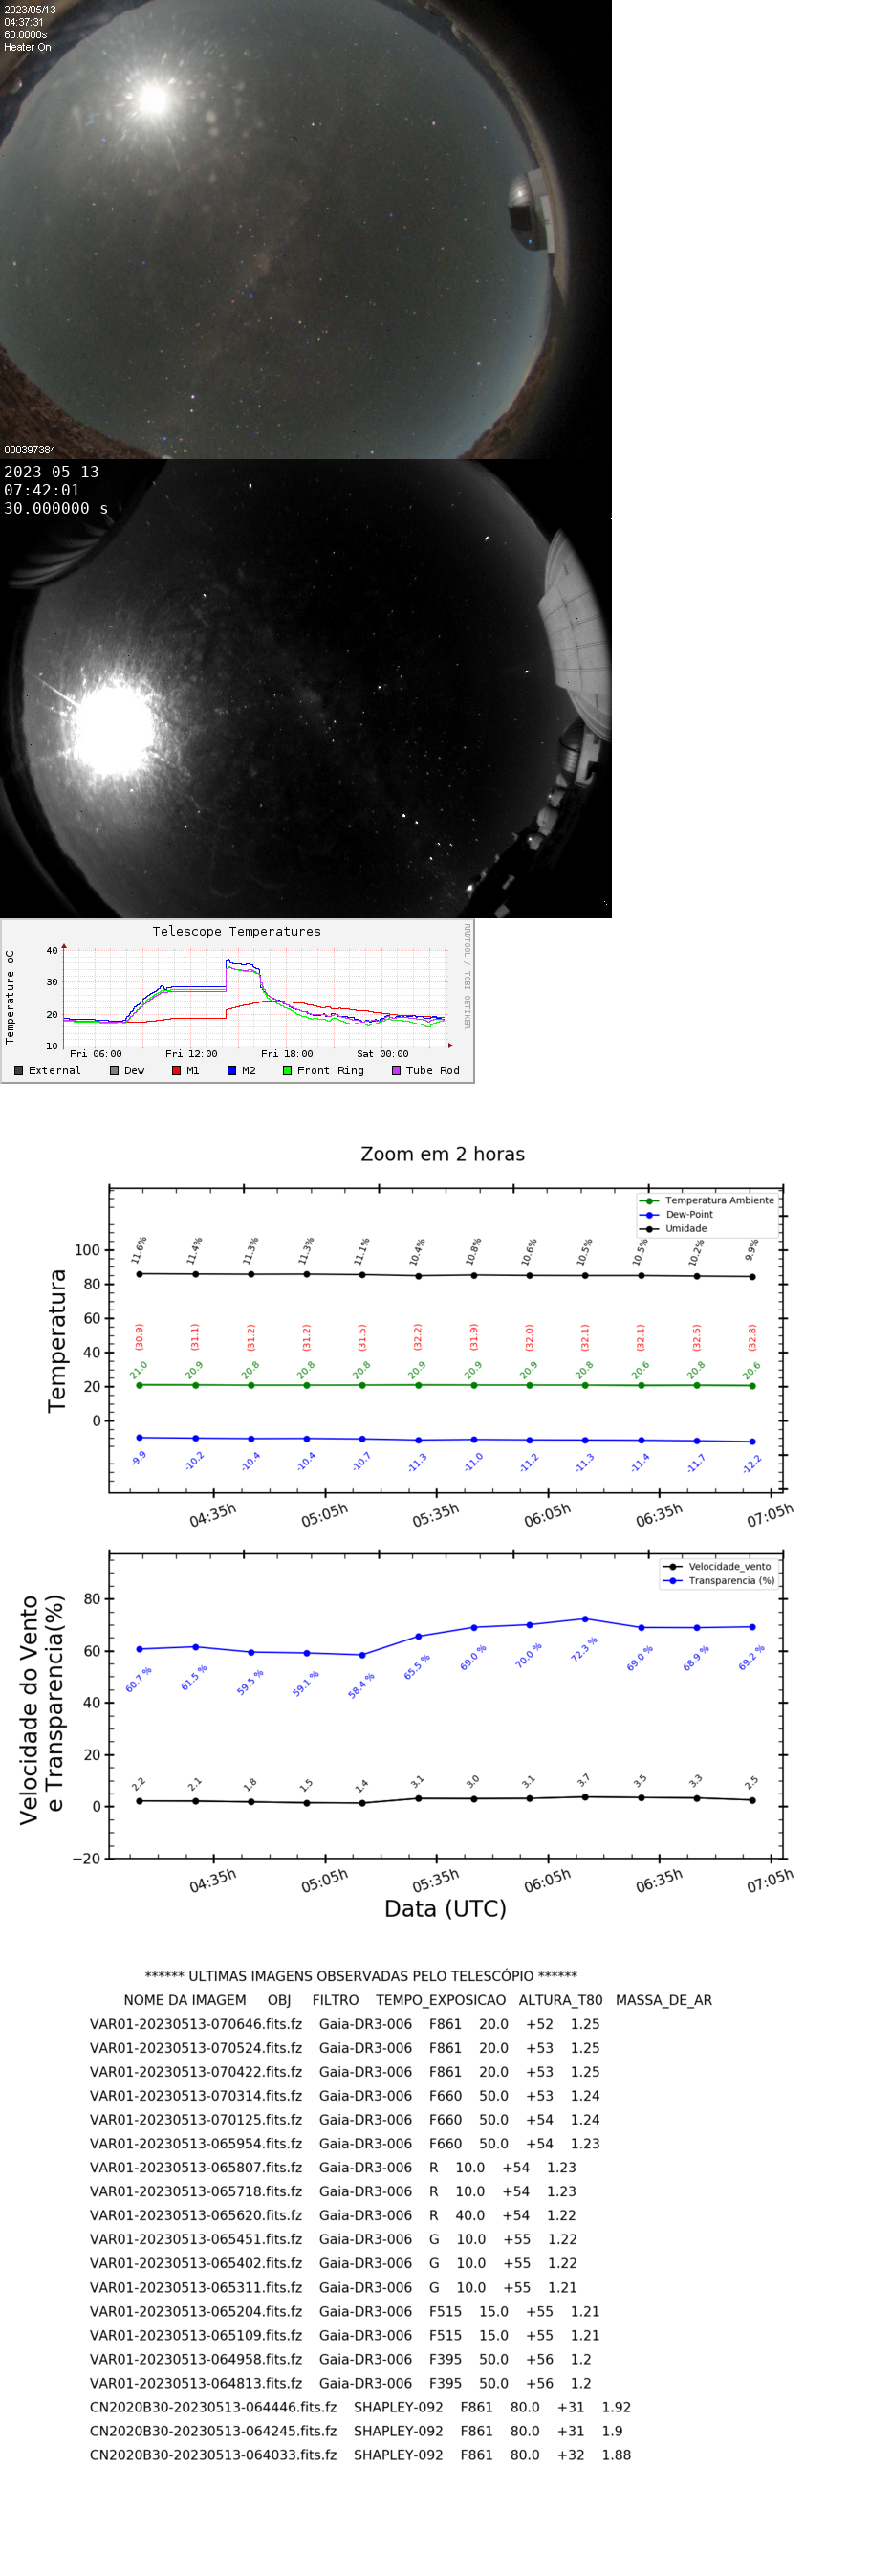 2023/05/13
04:37:31
60.0000s
Heater On
000397384
2023-05-13
07:42:01
30.000000 s
Telescope Temperatures
RRDTOOL / TOBI OETIKER
Temperature oC
40
30
20
10
Fri 06:00 Fri 12:00 Fri 18:00 Sat 00:00
External Dew M1 M2 Front Ring Tube Rod
Zoom em 2 horas
Temperatura Ambiente
Dew-Point
Umidade
Temperatura
100
80
60
40
20
0
11.6% 11.4% 11.3% 11.3% 11.1% 10.4% 10.8% 10.6% 10.5% 10.5% 10.2% 9.9%
(30.9) (31.1) (31.2) (31.2) (31.5) (32.2) (31.9) (32.0) (32.1) (32.1) (32.5) (32.8)
21.0 20.9 20.8 20.8 20.8 20.9 20.9 20.9 20.8 20.6 20.8 20.6
-9.9 -10.2 -10.4 -10.4 -10.7 -11.3 -11.0 -11.2 -11.3 -11.4 -11.7 -12.2
04:35h 05:05h 05:35h 06:05h 06:35h 07:05h
Velocidade_vento
Transparencia (%)
Velocidade do Vento
e Transparencia(%)
80
60
40
20
0
−20
60.7 % 61.5 % 59.5 % 59.1 % 58.4 % 65.5 % 69.0 % 70.0 % 72.3 % 69.0 % 68.9 % 69.2 %
2.2 2.1 1.8 1.5 1.4 3.1 3.0 3.1 3.7 3.5 3.3 2.5
04:35h 05:05h 05:35h 06:05h 06:35h 07:05h
Data (UTC)
****** ULTIMAS IMAGENS OBSERVADAS PELO TELESCÓPIO ******
NOME DA IMAGEM OBJ FILTRO TEMPO_EXPOSICAO ALTURA_T80 MASSA_DE_AR
VAR01-20230513-070646.fits.fz Gaia-DR3-006 F861 20.0 +52 1.25
VAR01-20230513-070524.fits.fz Gaia-DR3-006 F861 20.0 +53 1.25
VAR01-20230513-070422.fits.fz Gaia-DR3-006 F861 20.0 +53 1.25
VAR01-20230513-070314.fits.fz Gaia-DR3-006 F660 50.0 +53 1.24
VAR01-20230513-070125.fits.fz Gaia-DR3-006 F660 50.0 +54 1.24
VAR01-20230513-065954.fits.fz Gaia-DR3-006 F660 50.0 +54 1.23
VAR01-20230513-065807.fits.fz Gaia-DR3-006 R 10.0 +54 1.23
VAR01-20230513-065718.fits.fz Gaia-DR3-006 R 10.0 +54 1.23
VAR01-20230513-065620.fits.fz Gaia-DR3-006 R 40.0 +54 1.22
VAR01-20230513-065451.fits.fz Gaia-DR3-006 G 10.0 +55 1.22
VAR01-20230513-065402.fits.fz Gaia-DR3-006 G 10.0 +55 1.22
VAR01-20230513-065311.fits.fz Gaia-DR3-006 G 10.0 +55 1.21
VAR01-20230513-065204.fits.fz Gaia-DR3-006 F515 15.0 +55 1.21
VAR01-20230513-065109.fits.fz Gaia-DR3-006 F515 15.0 +55 1.21
VAR01-20230513-064958.fits.fz Gaia-DR3-006 F395 50.0 +56 1.2
VAR01-20230513-064813.fits.fz Gaia-DR3-006 F395 50.0 +56 1.2
CN2020B30-20230513-064446.fits.fz SHAPLEY-092 F861 80.0 +31 1.92
CN2020B30-20230513-064245.fits.fz SHAPLEY-092 F861 80.0 +31 1.9
CN2020B30-20230513-064033.fits.fz SHAPLEY-092 F861 80.0 +32 1.88